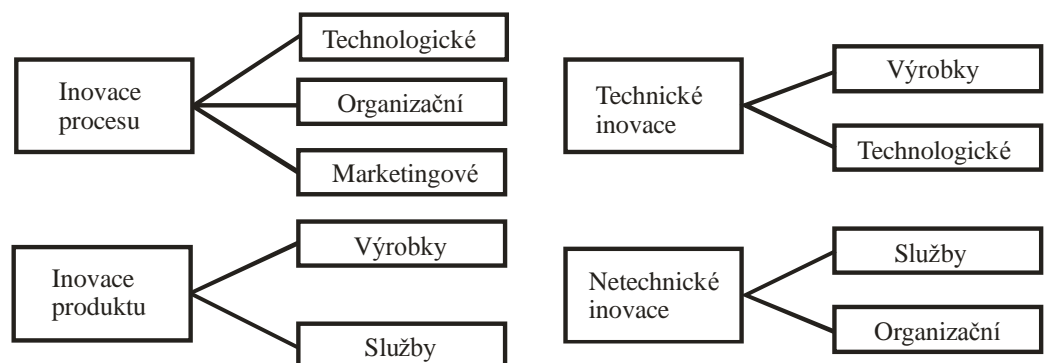 Inovace
procesu
Technologické
Organizační
Marketingové
Inovace
produktu
Výrobky
Služby
Technické
inovace
Výrobky
Technologické
Netechnické
inovace
Služby
Organizační